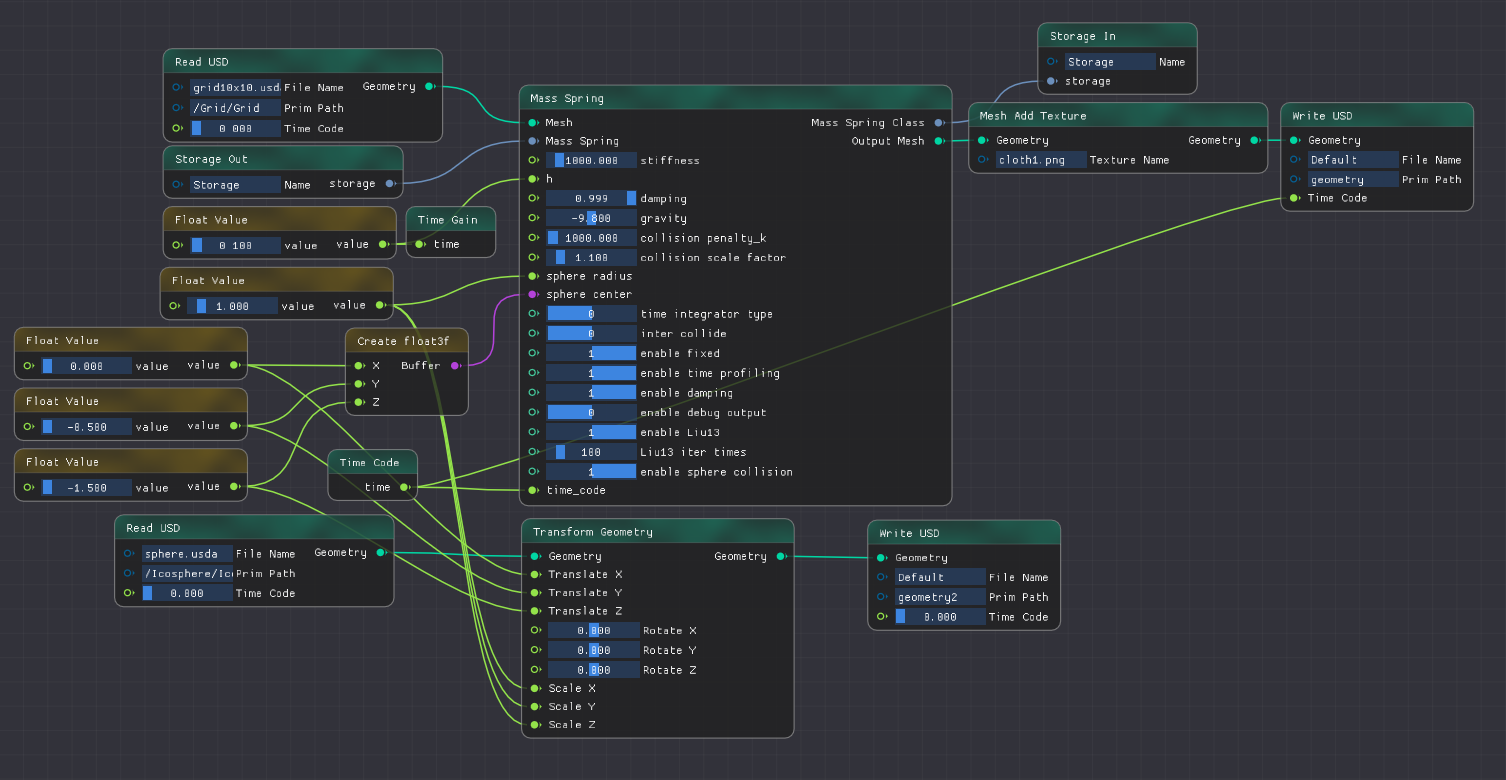 Read USD
grid10x10.usd File Name Geometry
/Grid/Grid Prim Path
0 000 Time Code
Storage Out
Storage Name storage
Float Value
0 100 value value
Time Gain
time
Float Value
1.000 value value
Float Value
0.000 value value
Float Value
-0.500 value value
Float Value
-1.500 value value
Create float3f
X Buffer
Y
Z
Time Code
time
Read USD
sphere.usda File Name Geometry
/Icosphere/Ico Prim Path
0.000 Time Code
Mass Spring
Mesh Mass Spring Class
Mass Spring Output Mesh
1000.000 stiffness
h
0.999 damping
-9.800 gravity
1000.000 collision penalty_k
1.100 collision scale factor
sphere radius
sphere center
0 time integrator type
0 inter collide
1 enable fixed
1 enable time profiling
1 enable damping
0 enable debug output
1 enable Liu13
100 Liu13 iter times
1 enable sphere collision
time_code
Transform Geometry
Geometry Geometry
Translate X
Translate Y
Translate Z
0.000 Rotate X
0.000 Rotate Y
0.000 Rotate Z
Scale X
Scale Y
Scale Z
Storage In
Storage Name
storage
Mesh Add Texture
Geometry Geometry
cloth1.png Texture Name
Write USD
Geometry
Default File Name
geometry Prim Path
Time Code
Write USD
Geometry
Default File Name
geometry2 Prim Path
0.000 Time Code